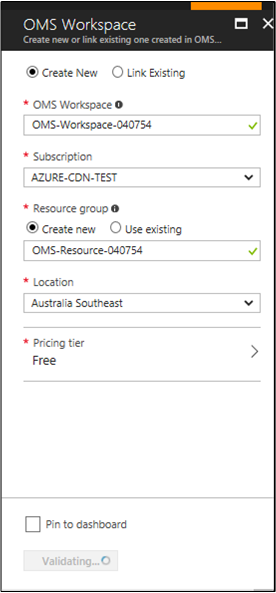 OMS Workspace
Create new or link existing one created in OMS...
Create New Link Existing
* OMS Workspace
OMS-Workspace-040754
* Subscription
AZURE-CDN-TEST
* Resource group
Create new Use existing
OMS-Resource-040754
* Location
Australia Southeast
* Pricing tier
Free
Pin to dashboard
Validating...